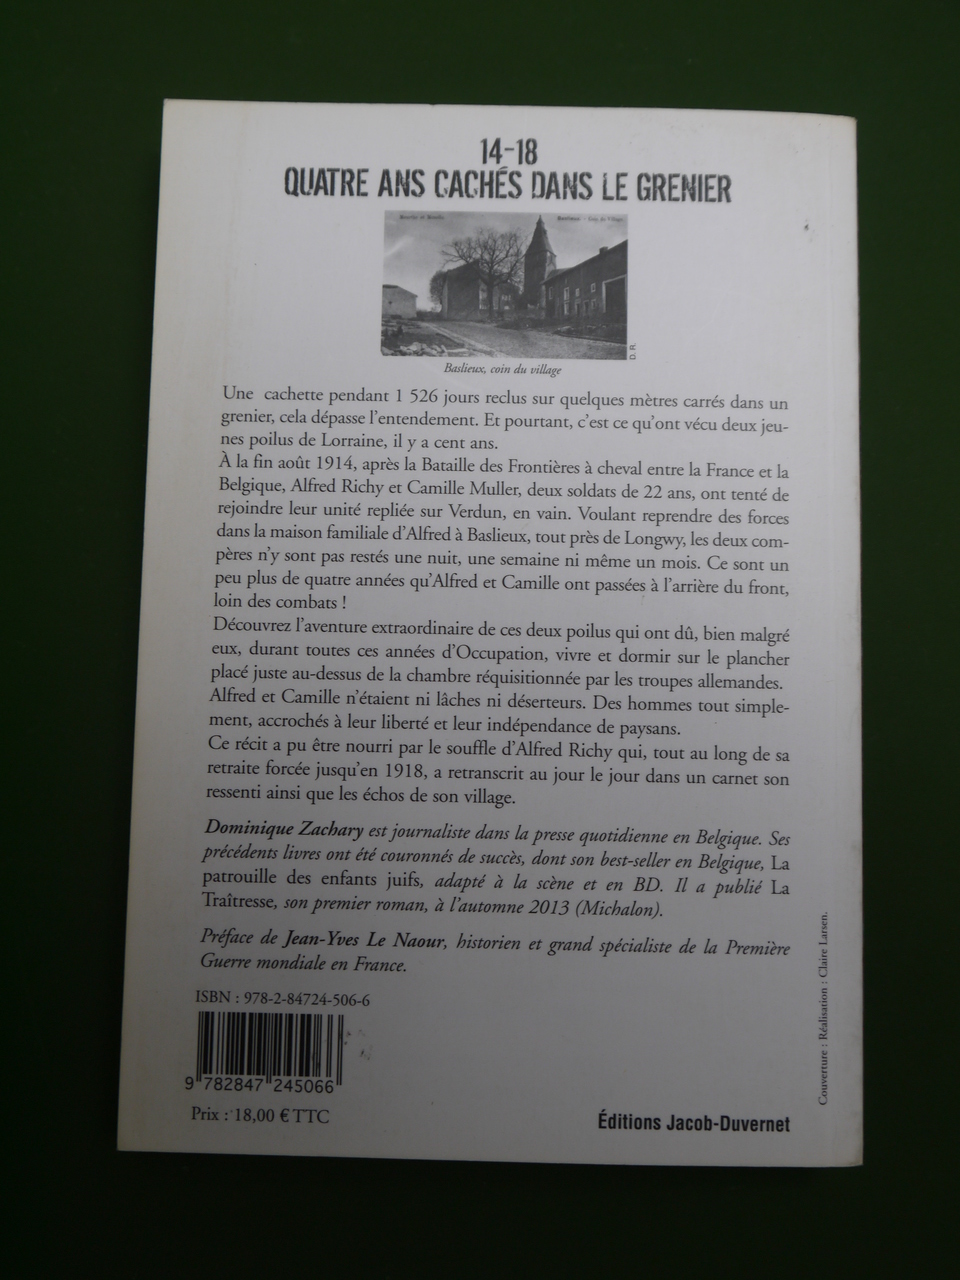 14-18
QUATRE ANS CACHÉS DANS LE GRENIER
D. R.
Baslieux, coin du village
Une cachette pendant 1 526 jours reclus sur quelques mètres carrés dans un
grenier, cela dépasse l'entendement. Et pourtant, c'est ce qu'ont vécu deux jeu-
nes poilus de Lorraine, il y a cent ans.
À la fin août 1914, après la Bataille des Frontières à cheval entre la France et la
Belgique, Alfred Richy et Camille Muller, deux soldats de 22 ans, ont tenté de
rejoindre leur unité repliée sur Verdun, en vain. Voulant reprendre des forces
dans la maison familiale d'Alfred à Baslieux, tout près de Longwy, les deux com-
pères n'y sont pas restés une nuit, une semaine ni même un mois. Ce sont un
peu plus de quatre années qu'Alfred et Camille ont passées à l'arrière du front,
loin des combats !
Découvrez l'aventure extraordinaire de ces deux poilus qui ont dû, bien malgré
eux, durant toutes ces années d'Occupation, vivre et dormir sur le plancher
placé juste au-dessus de la chambre réquisitionnée par les troupes allemandes.
Alfred et Camille n'étaient ni lâches ni déserteurs. Des hommes tout simple-
ment, accrochés à leur liberté et leur indépendance de paysans.
Ce récit a pu être nourri par le souffle d'Alfred Richy qui, tout au long de sa
retraite forcée jusqu'en 1918, a retranscrit au jour le jour dans un carnet son
ressenti ainsi que les échos de son village.
Dominique Zachary est journaliste dans la presse quotidienne en Belgique. Ses
précédents livres ont été couronnés de succès, dont son best-seller en Belgique, La
patrouille des enfants juifs, adapté à la scène et en BD. Il a publié La
Traîtresse, son premier roman, à l'automne 2013 (Michalon).
Préface de Jean-Yves Le Naour, historien et grand spécialiste de la Première
Guerre mondiale en France.
ISBN : 978-2-84724-506-6
9 782847 245066
Prix : 18,00 € TTC
Éditions Jacob-Duvernet
Couverture : Réalisation : Claire Larsen.